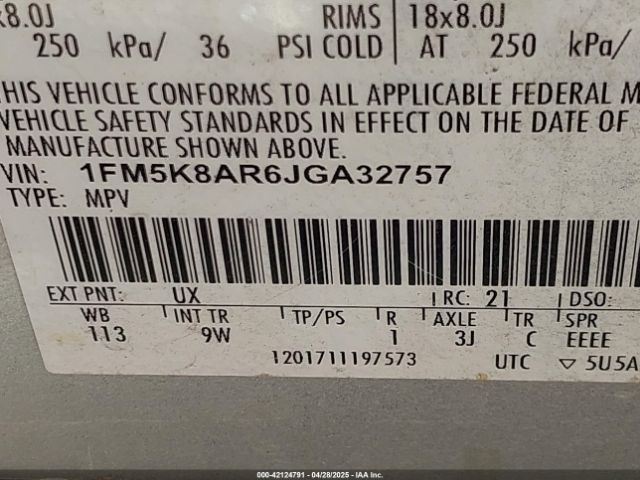 x8.0J RIMS 18x8.0J
250 kPa/ 36 PSI COLD AT 250 kPa/
THIS VEHICLE CONFORMS TO ALL APPLICABLE FEDERAL M
VEHICLE SAFETY STANDARDS IN EFFECT ON THE DATE OF
MANUFACTURE SHOWN ABOVE.
VIN: 1FM5K8AR6JGA32757
TYPE: MPV
EXT PNT: UX RC: 21 DSO:
WB INT TR TP/PS R AXLE TR SPR
113 9W 1 3J C EEEE
1201711197573 UTC ▽ 5U5A
000-42124791 - 04/28/2025 - IAA Inc.